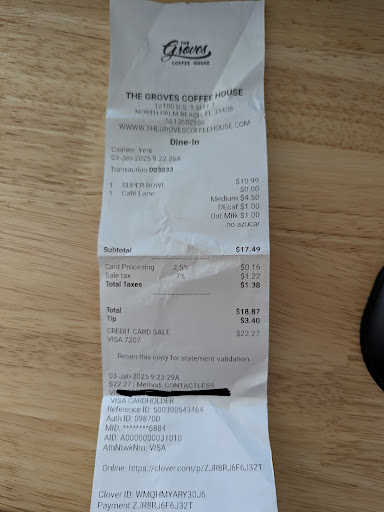 THE
Groves
COFFEE HOUSE
THE GROVES COFFEE HOUSE
12100 U.S. 1 SUITE
NORTH PALM BEACH, FL 33408
5613602505
WWWW.THEGROVESCOFFEEHOUSE.COM
Dine-In
Cashier: Yeni
03-Jan-2025 9:22:26A
Transaction 003033
1 SUPER BOWL $10.99
$0.00
1 Café Latte Medium $4.50
DEcaf $1.00
Oat Milk $1.00
no azucar
Subtotal $17.49
Card Procening 2.5% $0.16
Sale tax 7% $1.22
Total Taxes $1.38
Total $18.87
Tip $3.40
CREDIT CARD SALE $22.27
VISA 7207
Retain this copy for statement validation
03-Jan-2025 9:23:29A
$22.27 | Method: CONTACTLESS
VISA CARDHOLDER
Reference ID: 500300543464
Auth ID: 09870D
MID: ********6884
AID: A0000000031010
AthNtwkNm: VISA
Online: https://clover.com/p/ZJR8RJ6F6J32T
Clover ID: WMQHMYARY30J6
Payment ZJR8RJ6F6J32T